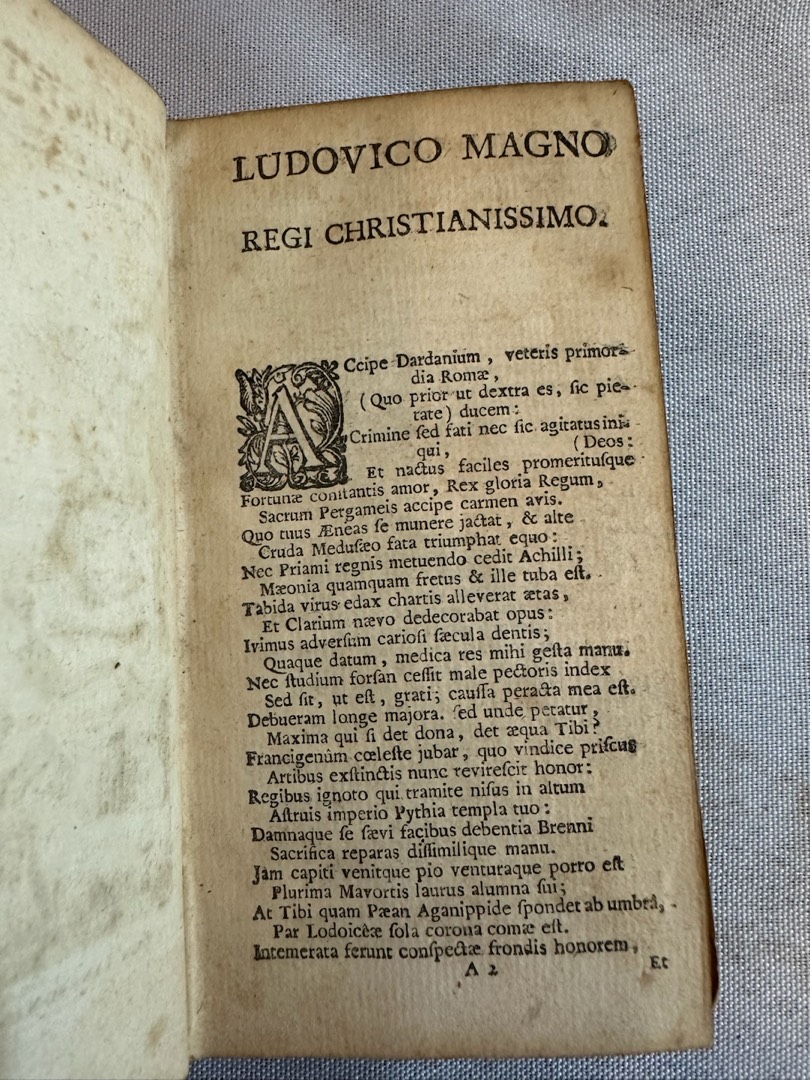 LUDOVICO MAGNO
REGI CHRISTIANISSIMO.
ACcipe Dardanium, veteris primor-
dia Romæ,
(Quo prior ut dextra es, ſic pie-
tate) ducem:
Crimine ſed fati nec ſic agitatus ini-
qui, (Deos:
Et nactus faciles promerituſque
Fortunæ conſtantis amor, Rex gloria Regum,
Sacrum Pergameis accipe carmen avis.
Quo tuus Æneas ſe munere jactat, & alte
Cruda Meduſæo fata triumphat equo:
Nec Priami regnis metuendo cedit Achilli;
Mæonia quamquam fretus & ille tuba eſt.
Tabida virus edax chartis alleverat ætas,
Et Clarium nævo dedecorabat opus:
Ivimus adverſum carioſi ſæcula dentis;
Quaque datum, medica res mihi geſta manu.
Nec ſtudium forſan ceſſit male pectoris index
Sed ſit, ut eſt, grati; cauſſa peracta mea eſt.
Debueram longe majora. ſed unde petatur,
Maxima qui ſi det dona, det æqua Tibi?
Francigenûm cœleſte jubar, quo vindice priſcus
Artibus exſtinctis nunc revireſcit honor:
Regibus ignoto qui tramite niſus in altum
Aſtruis imperio Pythia templa tuo:
Damnaque ſe ſævi facibus debentia Brenni
Sacrifica reparas diſſimilique manu.
Jam capiti venitque pio venturaque porro eſt
Plurima Mavortis laurus alumna ſui;
At Tibi quam Pæan Aganippide ſpondet ab umbrâ,
Par Lodoicêæ ſola corona comæ eſt.
Intemerata ferunt conſpectæ frondis honorem,
A 2
Et